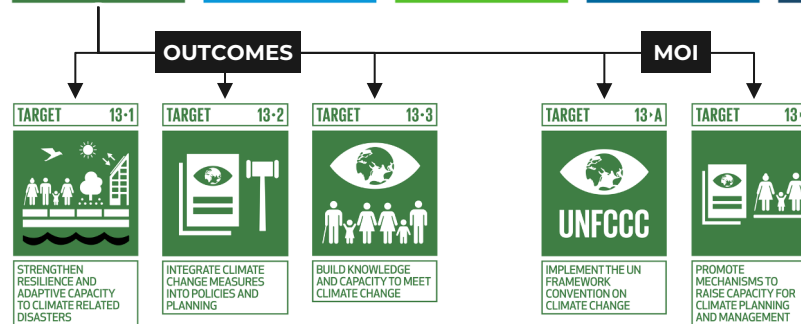 OUTCOMES
MOI
TARGET 13·1
TARGET 13·2
TARGET 13·3
TARGET 13·A
TARGET 13·
UNFCCC
STRENGTHEN
RESILIENCE AND
ADAPTIVE CAPACITY
TO CLIMATE RELATED
DISASTERS
INTEGRATE CLIMATE
CHANGE MEASURES
INTO POLICIES AND
PLANNING
BUILD KNOWLEDGE
AND CAPACITY TO MEET
CLIMATE CHANGE
IMPLEMENT THE UN
FRAMEWORK
CONVENTION ON
CLIMATE CHANGE
PROMOTE
MECHANISMS TO
RAISE CAPACITY FOR
CLIMATE PLANNING
AND MANAGEMENT